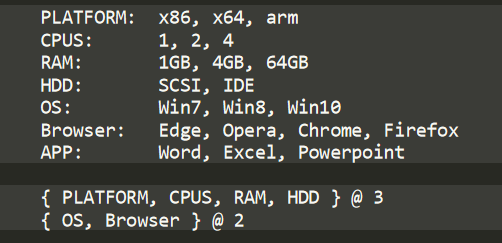 PLATFORM:  x86, x64, arm
CPUS:      1, 2, 4
RAM:       1GB, 4GB, 64GB
HDD:       SCSI, IDE
OS:        Win7, Win8, Win10
Browser:   Edge, Opera, Chrome, Firefox
APP:       Word, Excel, Powerpoint
{ PLATFORM, CPUS, RAM, HDD } @ 3
{ OS, Browser } @ 2